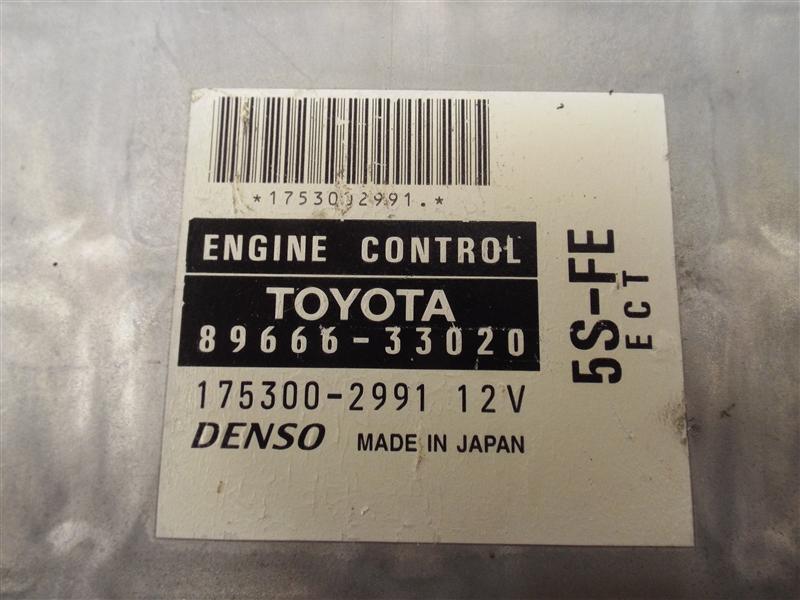 *1753002991.*
ENGINE CONTROL
TOYOTA
89666-33020
175300-2991 12V
DENSO MADE IN JAPAN
5S-FE
ECT